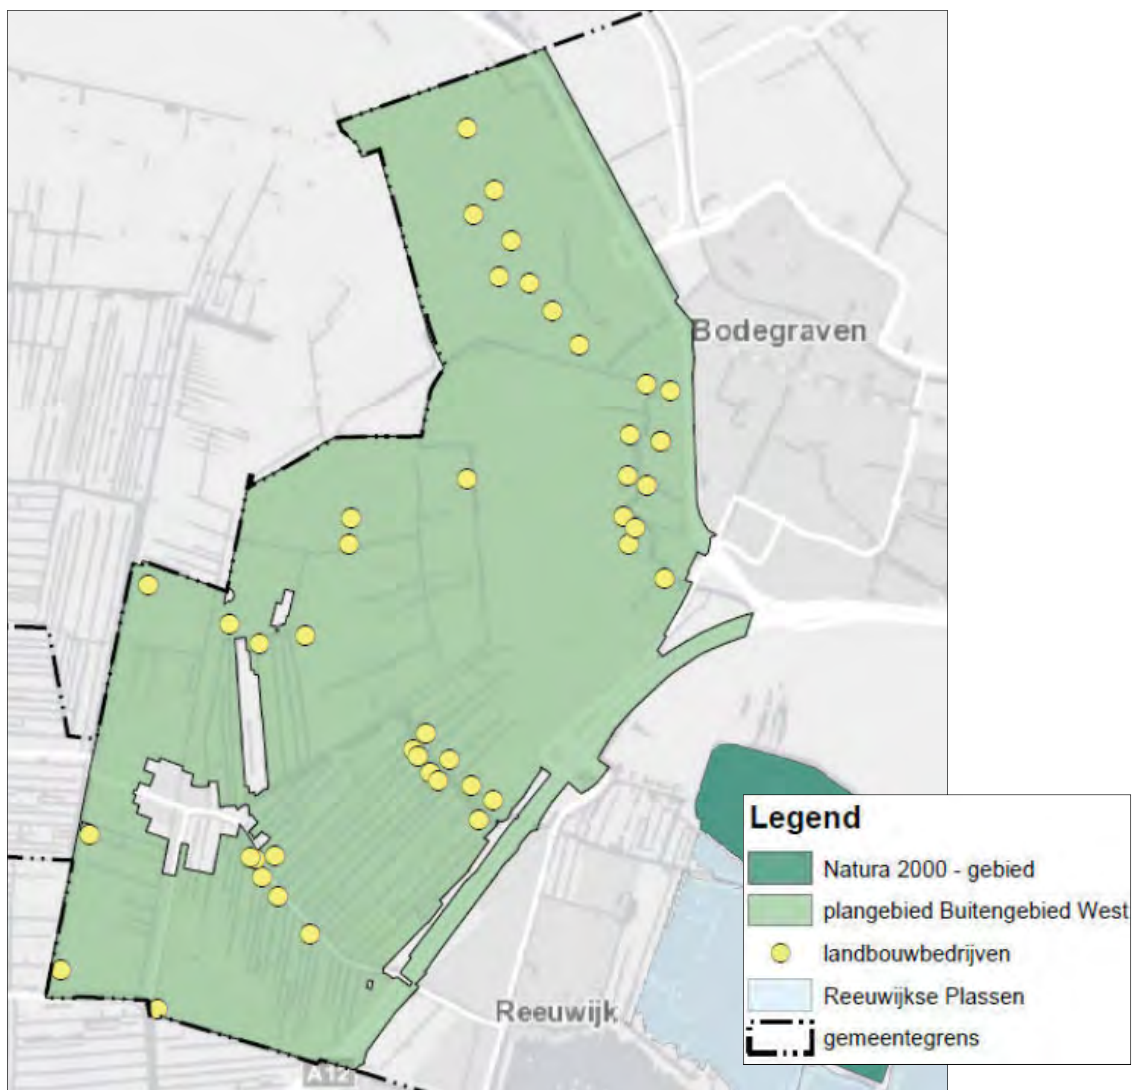 Bodegraven
Legend
Natura 2000 - gebied
plangebied Buitengebied West
landbouwbedrijven
Reeuwijkse Plassen
gemeentegrens
Reeuwijk
A12